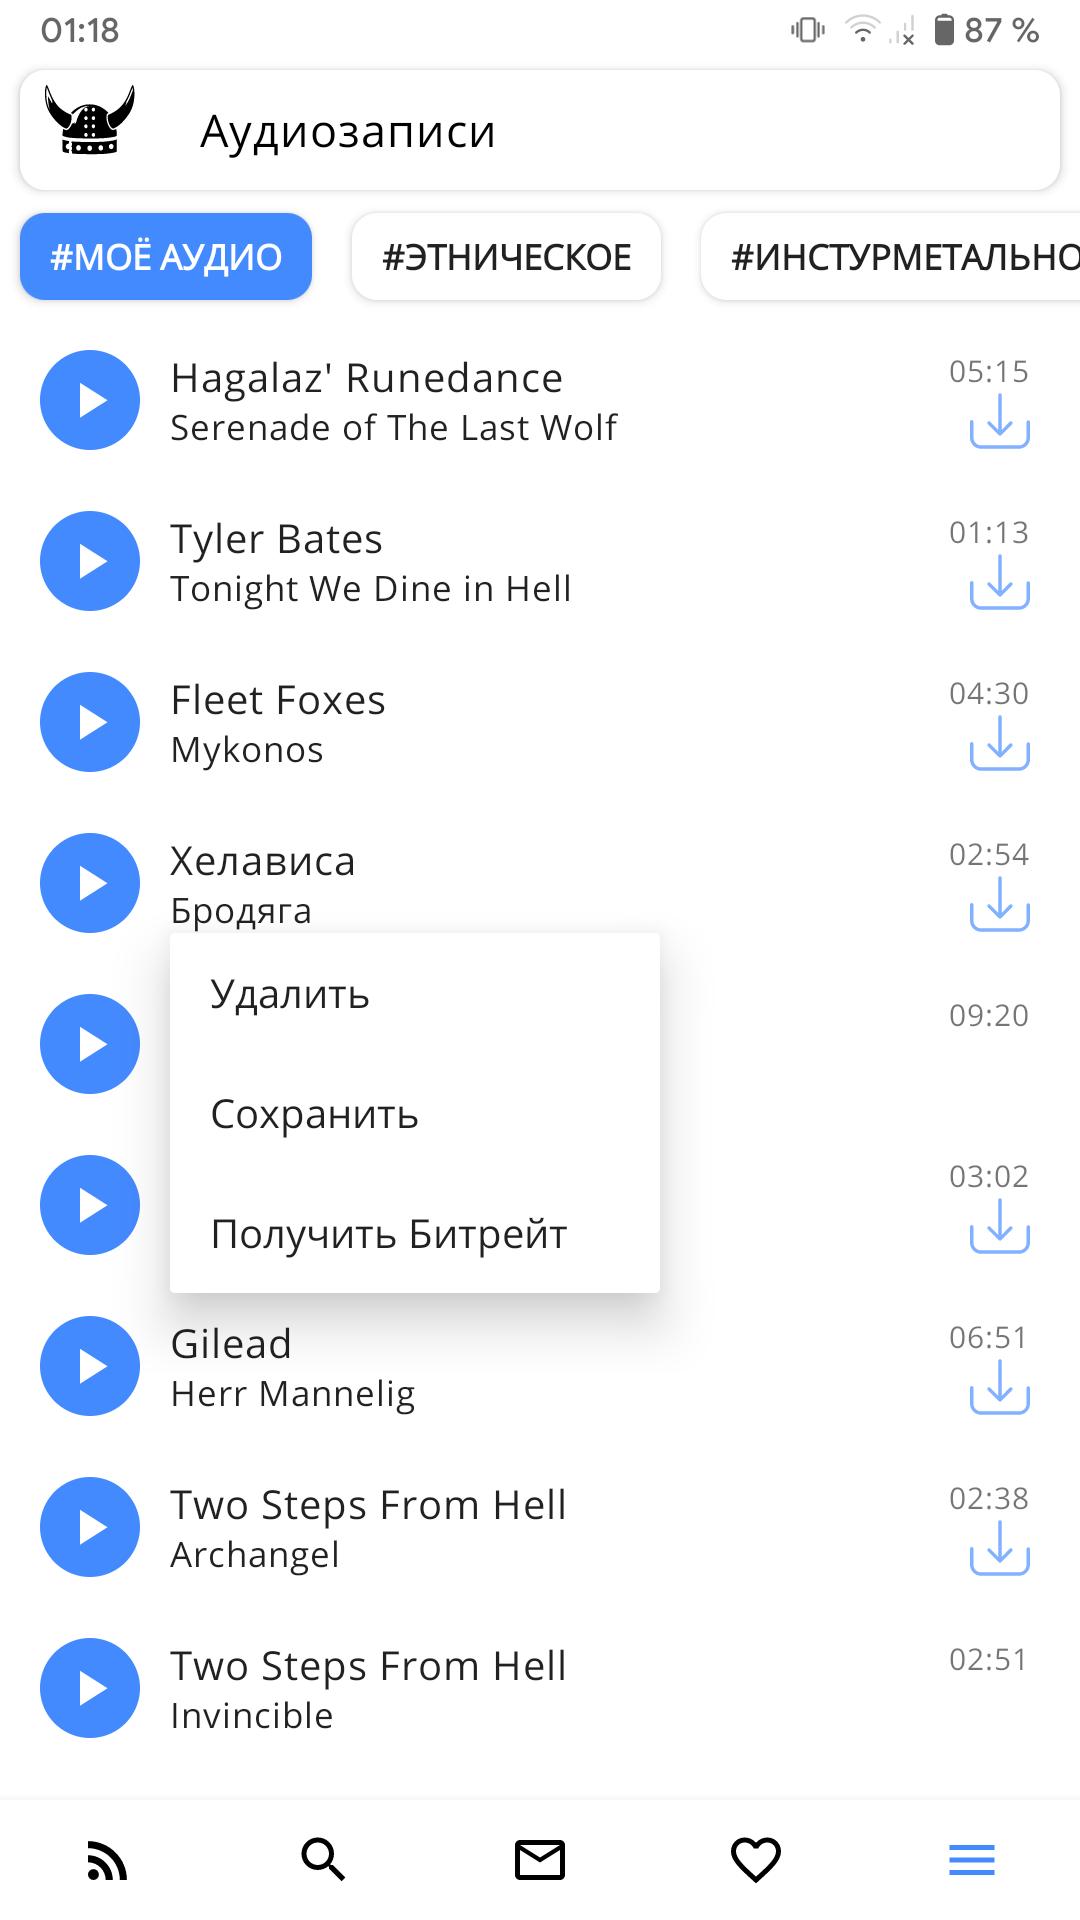 01:18
87 %
Аудиозаписи
#МОЁ АУДИО
#ЭТНИЧЕСКОЕ
#ИНСТУРМЕТАЛЬНО
Hagalaz' Runedance
05:15
Serenade of The Last Wolf
Tyler Bates
01:13
Tonight We Dine in Hell
Fleet Foxes
04:30
Mykonos
Хелависа
02:54
Бродяга
Удалить
09:20
Сохранить
03:02
Получить Битрейт
Gilead
06:51
Herr Mannelig
Two Steps From Hell
02:38
Archangel
Two Steps From Hell
02:51
Invincible